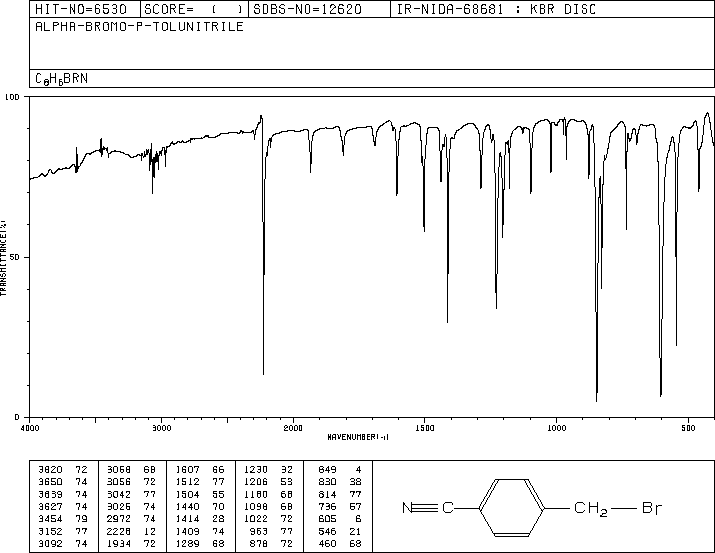 HIT-NO=6530 SCORE= ( ) SDBS-NO=12620 IR-NIDA-68681 : KBR DISC
ALPHA-BROMO-P-TOLUNITRILE
C8H6BRN
100
TRANSMITTANCE(%)
50
0
4000 3000 2000 1500 1000 500
WAVENUMBER(-1)
3820 72 3068 68 1607 66 1230 32 849 4
3650 74 3056 72 1512 77 1206 53 830 38
3639 74 3042 77 1504 55 1180 68 814 77
3627 74 3026 74 1440 70 1098 68 736 57
3454 79 2972 74 1414 28 1022 72 605 6
3152 77 2228 12 1409 74 963 77 546 21
3092 74 1934 72 1289 68 878 72 460 68
N C CH2 Br